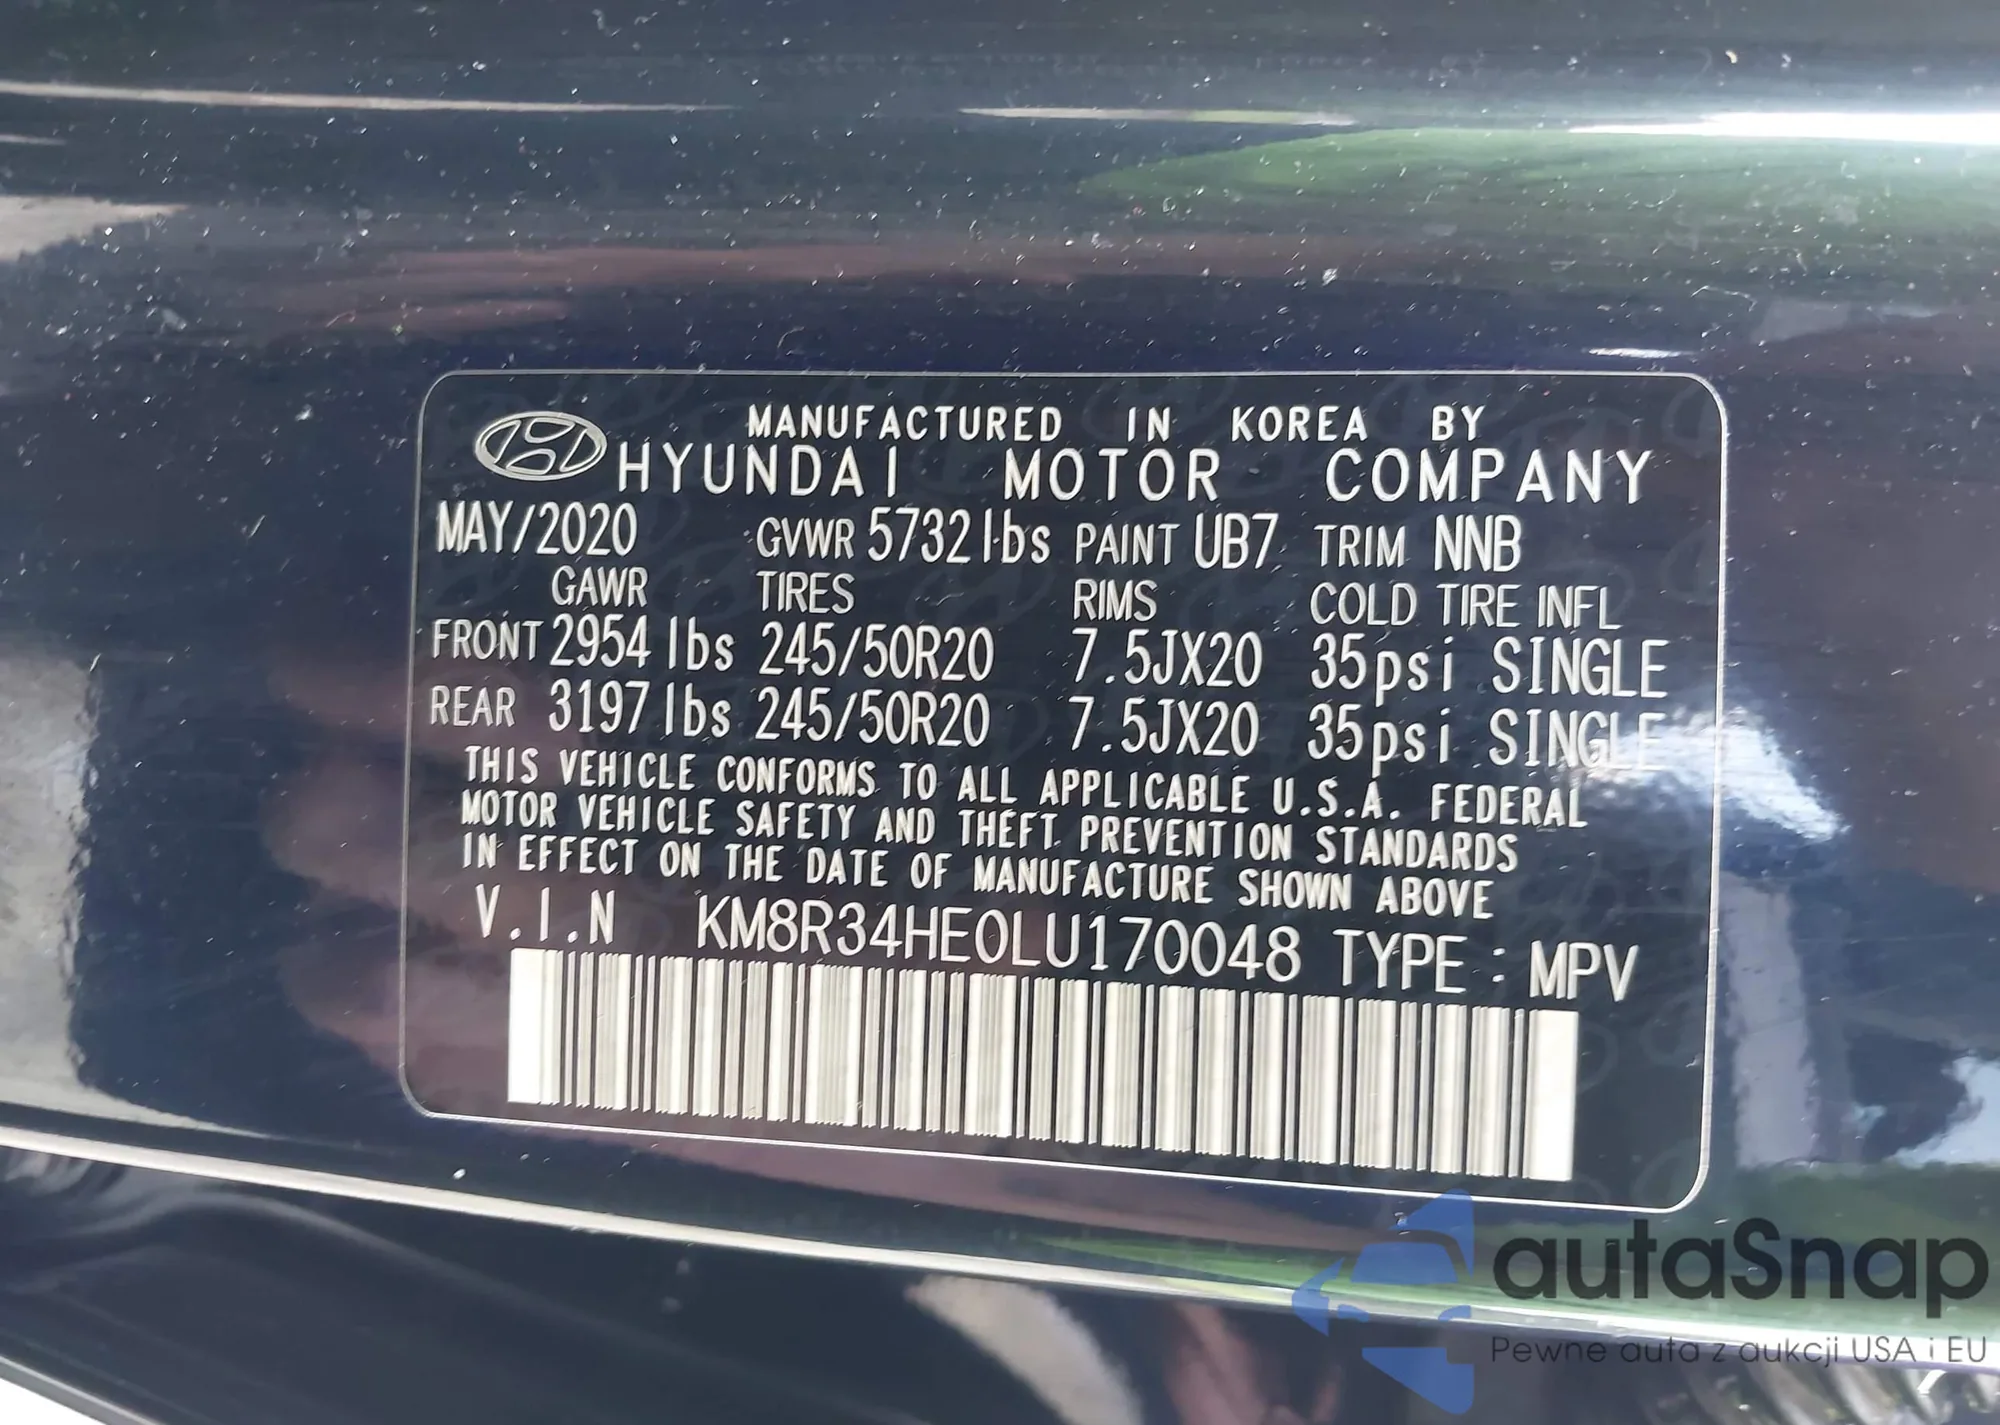 MANUFACTURED IN KOREA BY
HYUNDAI MOTOR COMPANY
MAY/2020 GVWR 5732 lbs PAINT UB7 TRIM NNB
GAWR TIRES RIMS COLD TIRE INFL
FRONT 2954 lbs 245/50R20 7.5JX20 35psi SINGLE
REAR 3197 lbs 245/50R20 7.5JX20 35psi SINGLE
THIS VEHICLE CONFORMS TO ALL APPLICABLE U.S.A. FEDERAL
MOTOR VEHICLE SAFETY AND THEFT PREVENTION STANDARDS
IN EFFECT ON THE DATE OF MANUFACTURE SHOWN ABOVE
V.I.N KM8R34HE0LU170048 TYPE : MPV
autaSnap
Pewne auta z aukcji USA i EU